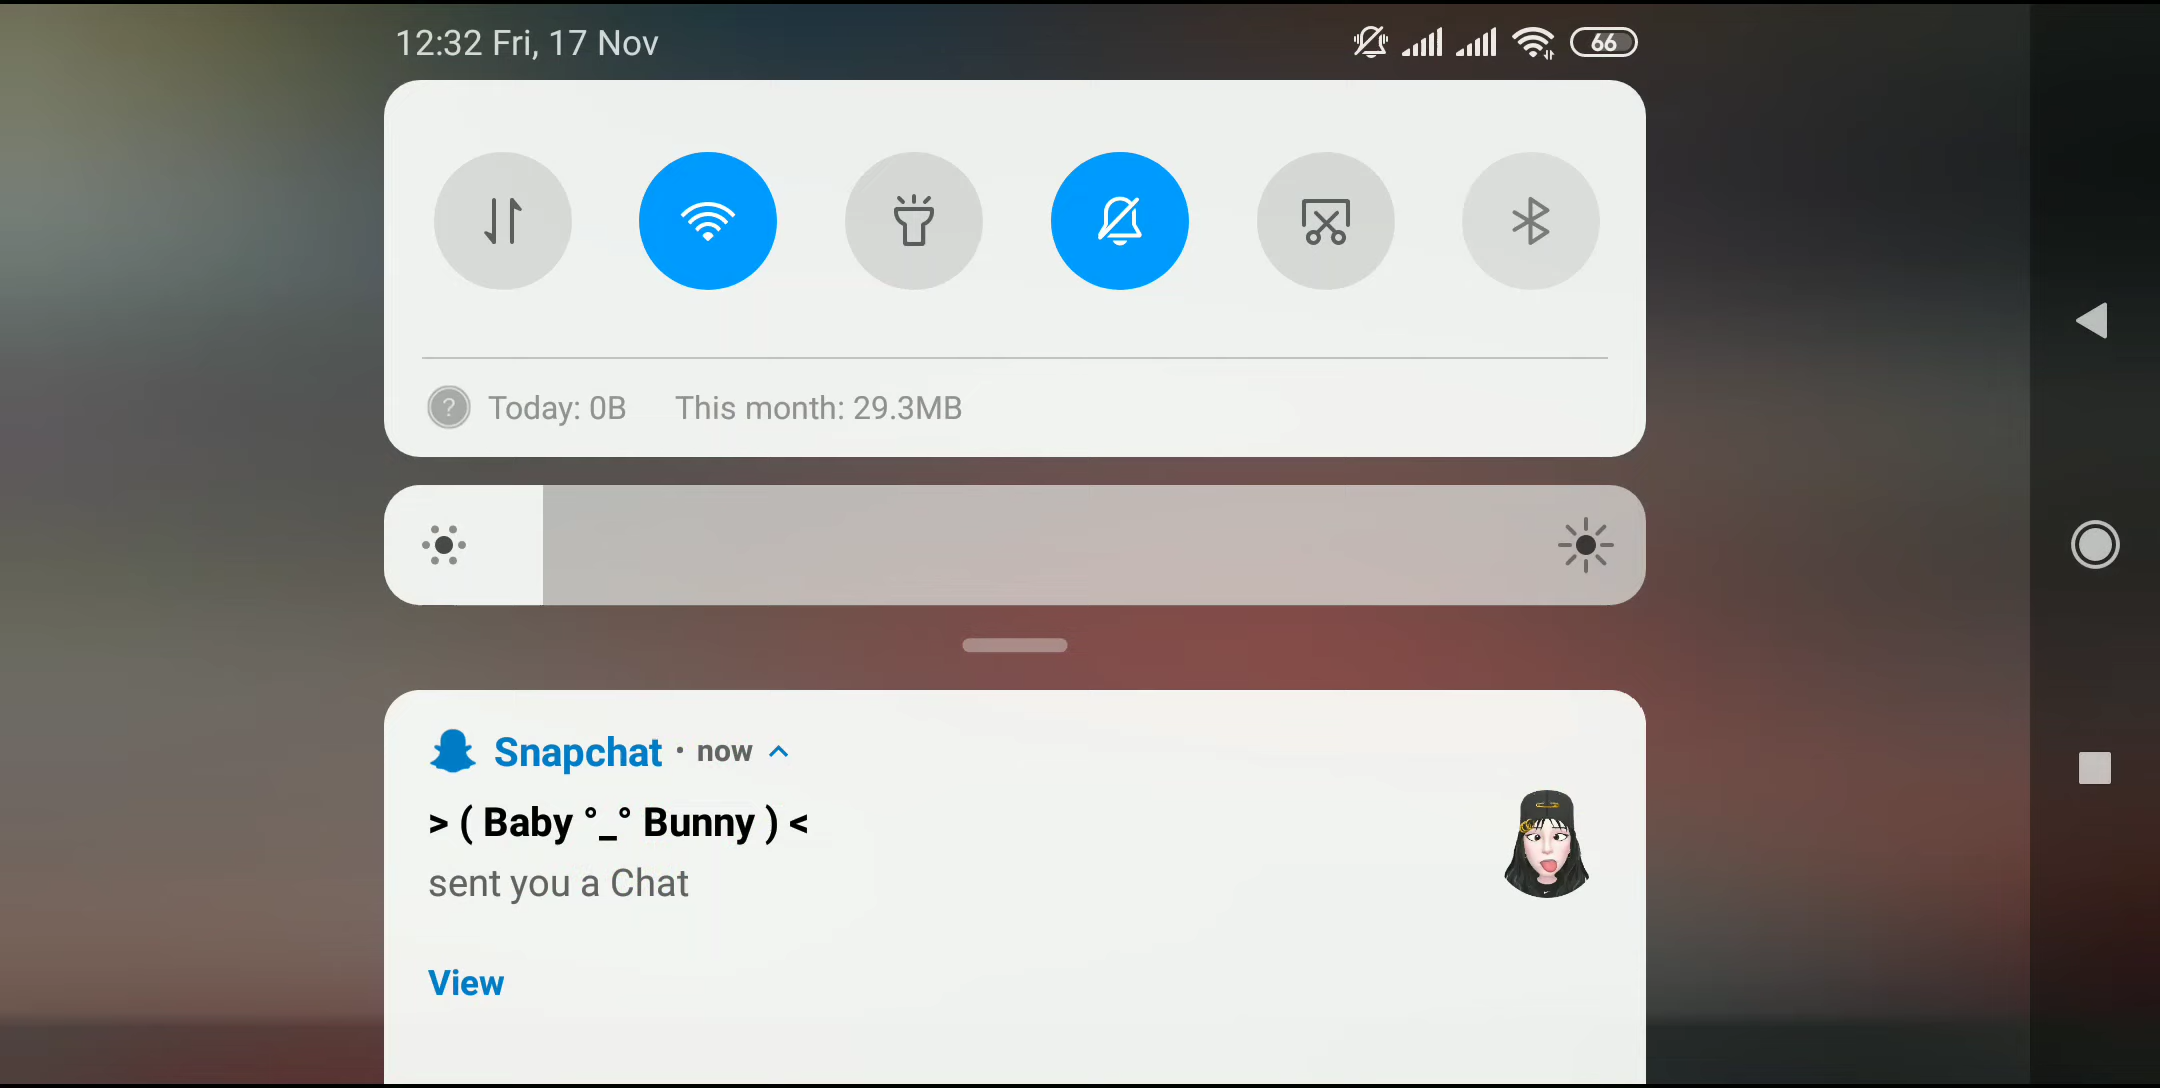 12:32 Fri, 17 Nov
66
? Today: 0B This month: 29.3MB
Snapchat · now
> ( Baby °_° Bunny ) <
sent you a Chat
View